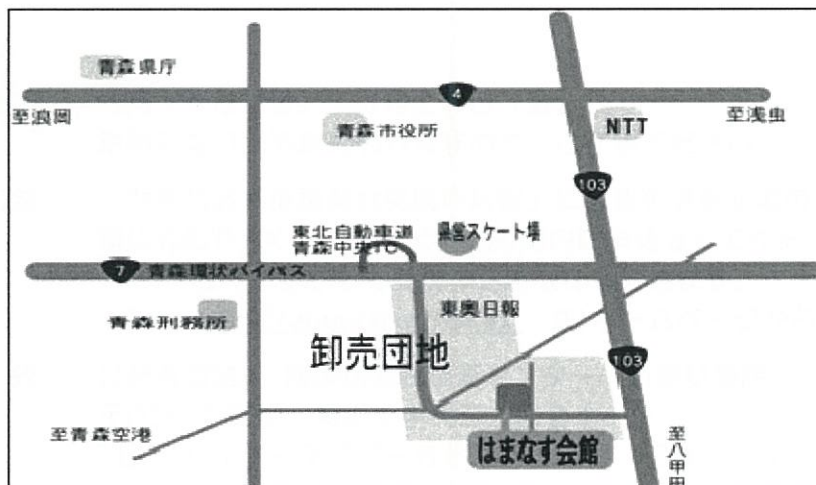 青森県庁
4
至浪岡
至浅虫
青森市役所
NTT
103
東北自動車道
青森中央IC
県営スケート場
7
青森環状バイパス
東奥日報
青森刑務所
卸売団地
103
至青森空港
はまなす会館
至八甲田